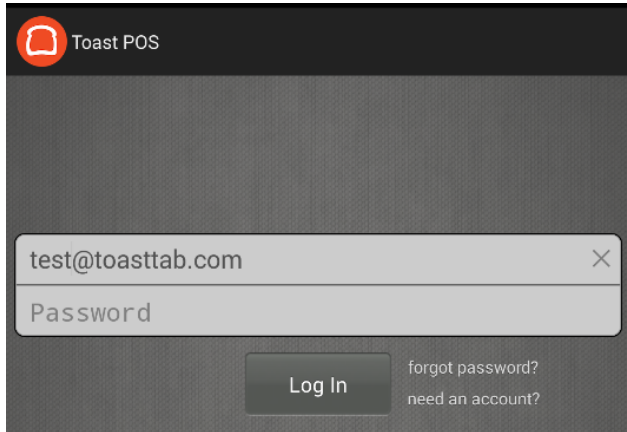 Toast POS
test@toasttab.com
Password
Log In
forgot password?
need an account?